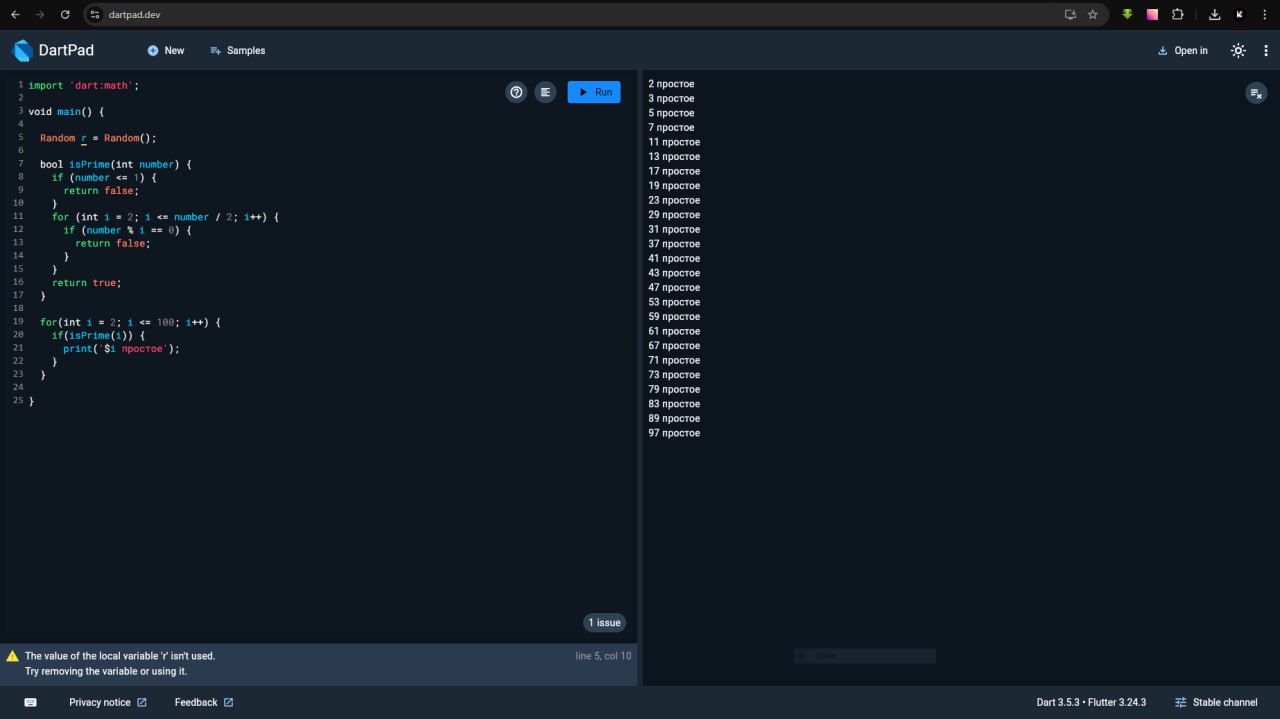 dartpad.dev
DartPad
New
Samples
Open in
1 import 'dart:math';
2
3 void main() {
4
5 Random r = Random();
6
7 bool isPrime(int number) {
8 if (number <= 1) {
9 return false;
10 }
11 for (int i = 2; i <= number / 2; i++) {
12 if (number % i == 0) {
13 return false;
14 }
15 }
16 return true;
17 }
18
19 for(int i = 2; i <= 100; i++) {
20 if(isPrime(i)) {
21 print('$i простое');
22 }
23 }
24
25 }
Run
2 простое
3 простое
5 простое
7 простое
11 простое
13 простое
17 простое
19 простое
23 простое
29 простое
31 простое
37 простое
41 простое
43 простое
47 простое
53 простое
59 простое
61 простое
67 простое
71 простое
73 простое
79 простое
83 простое
89 простое
97 простое
1 issue
The value of the local variable 'r' isn't used.
line 5, col 10
Try removing the variable or using it.
Privacy notice
Feedback
Dart 3.5.3 • Flutter 3.24.3
Stable channel